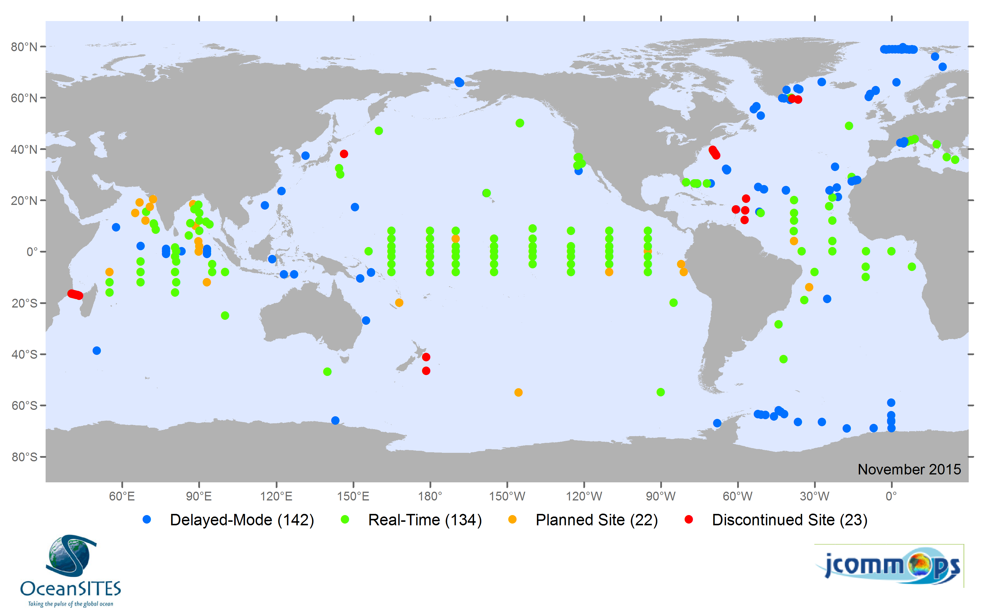 80°N
60°N
40°N
20°N
0°
20°S
40°S
60°S
80°S
November 2015
60°E 90°E 120°E 150°E 180° 150°W 120°W 90°W 60°W 30°W 0°
Delayed-Mode (142) Real-Time (134) Planned Site (22) Discontinued Site (23)
OceanSITES
Taking the pulse of the global ocean
jcommops